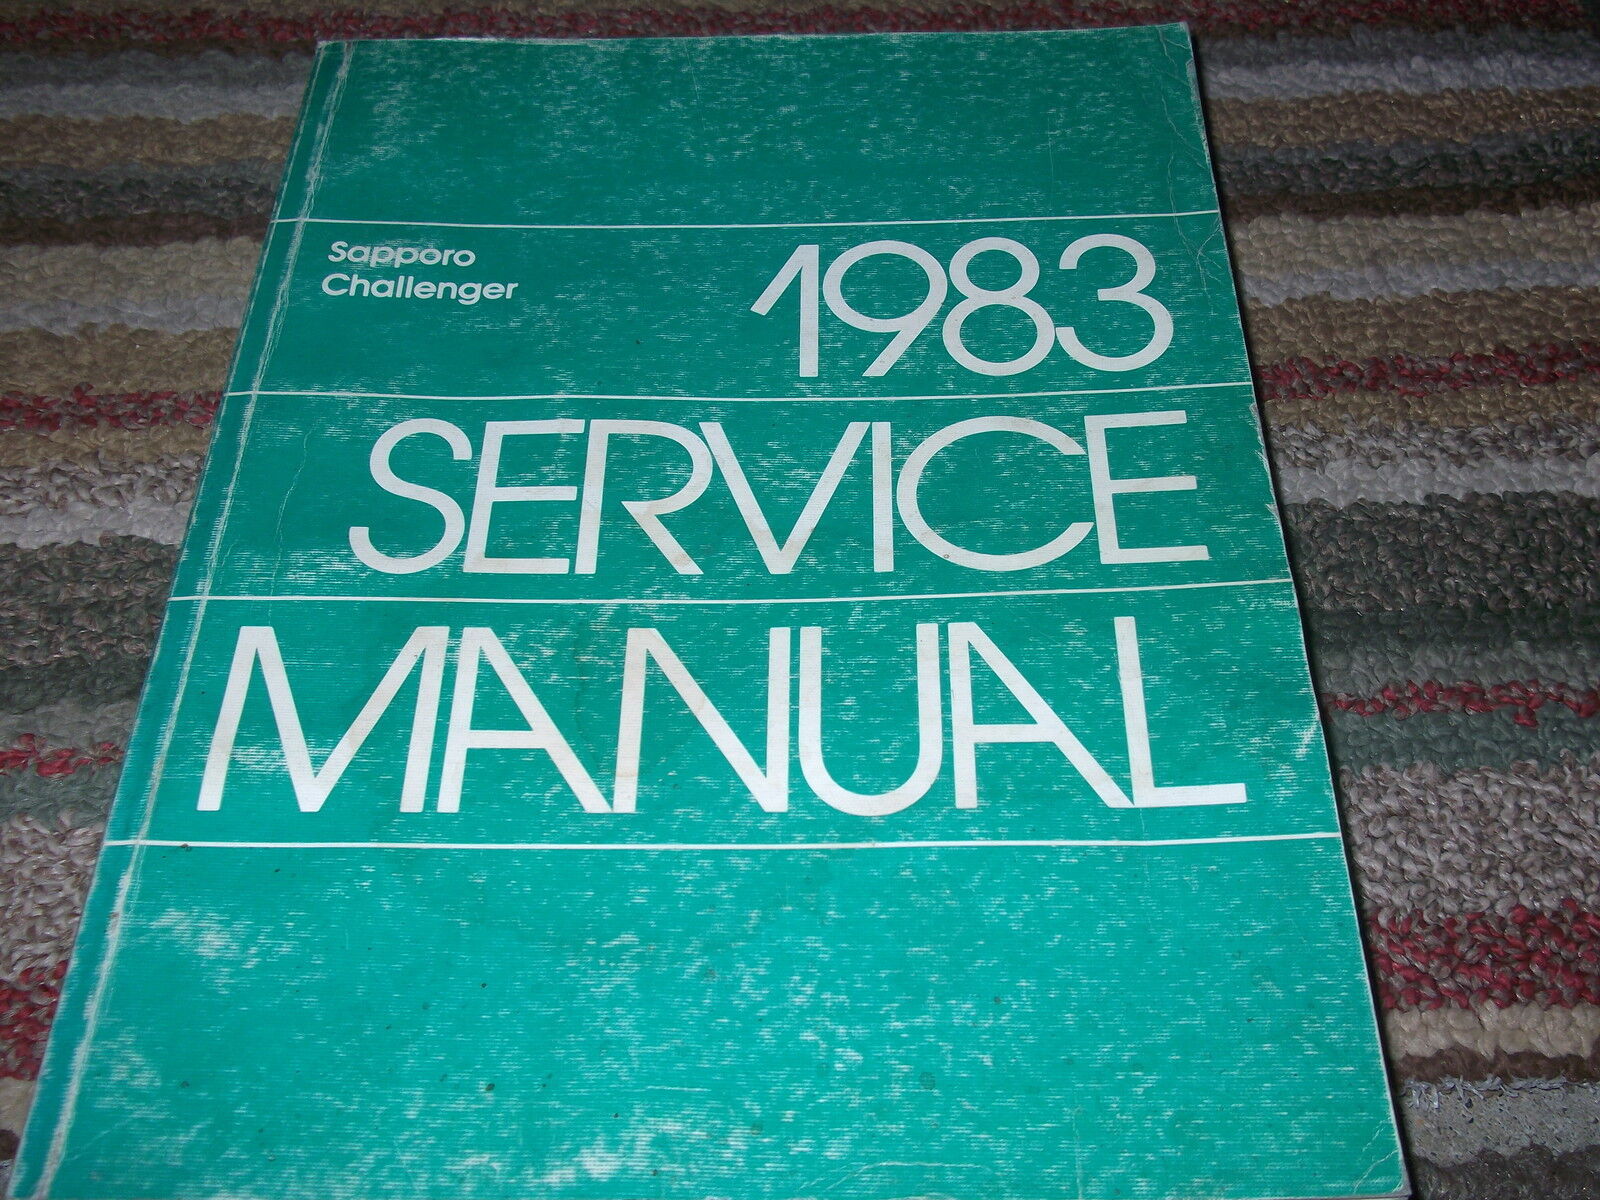 Sapporo
Challenger
1983
SERVICE
MANUAL